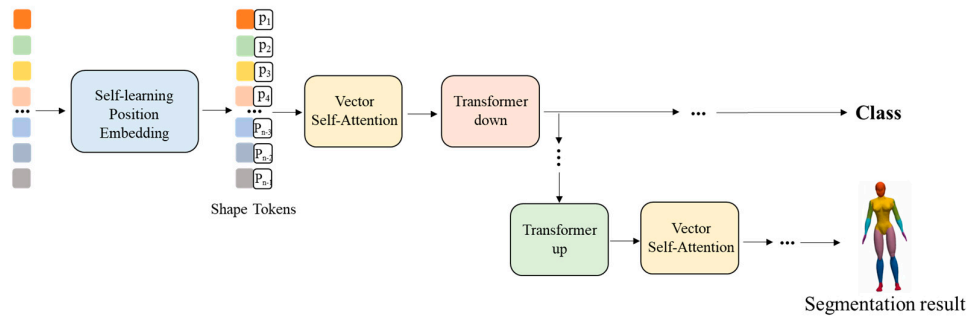 p1
p2
p3
p4
...
Pn-3
Pn-2
Pn-1
Shape Tokens
...
Self-learning
Position
Embedding
Vector
Self-Attention
Transformer
down
...
Class
...
Transformer
up
Vector
Self-Attention
...
Segmentation result